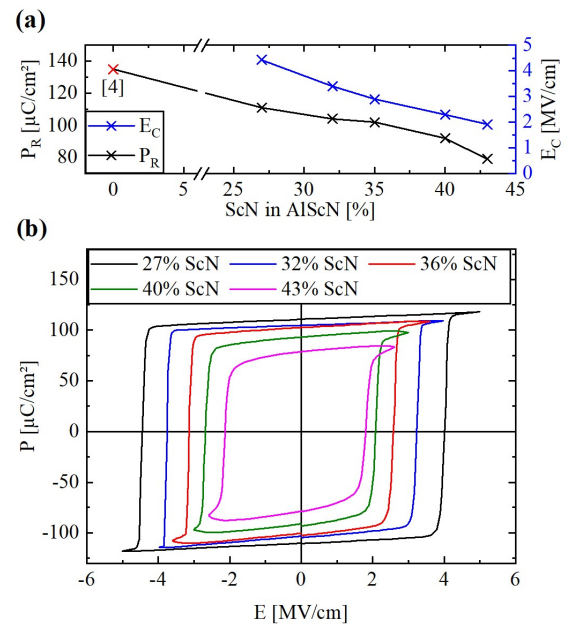 (a)
140
120
100
80
P_R [µC/cm²]
[4]
E_C
P_R
5
4
3
2
1
0
E_C [MV/cm]
0 5 30 35 40 45
ScN in AlScN [%]
(b)
27% ScN 32% ScN 36% ScN
40% ScN 43% ScN
150
100
50
0
-50
-100
P [µC/cm²]
-6 -4 -2 0 2 4 6
E [MV/cm]